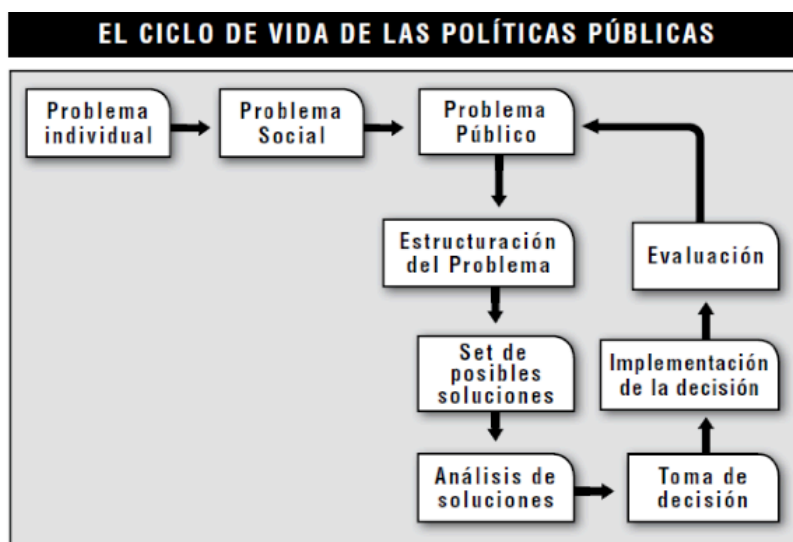 EL CICLO DE VIDA DE LAS POLÍTICAS PÚBLICAS
Problema
individual
Problema
Social
Problema
Público
Estructuración
del Problema
Set de
posibles
soluciones
Análisis de
soluciones
Toma de
decisión
Implementación
de la decisión
Evaluación